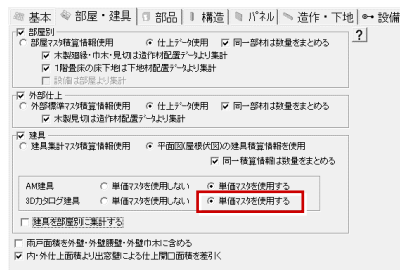 基本 部屋・建具 部品 構造 パネル 造作・下地 設備
部屋別
部屋マスタ積算情報使用 仕上データ使用 同一部材は数量をまとめる
木製廻縁・巾木・見切は造作材配置データより集計
1階畳床の床下地は下地材配置データより集計
設備は部屋より集計
?
外部仕上
外部標準マスタ積算情報使用 仕上データ使用 同一部材は数量をまとめる
木製見切は造作材配置データより集計
建具
建具集計マスタ積算情報使用 平面図(屋根伏図)の建具積算情報を使用
同一積算情報は数量をまとめる
AM建具 単価マスタを使用しない 単価マスタを使用する
3Dカタログ建具 単価マスタを使用しない 単価マスタを使用する
建具を部屋別に集計する
雨戸面積を外壁・外壁腰壁・外壁巾木に含める
内・外仕上面積より出窓感による仕上開口面積を差引く